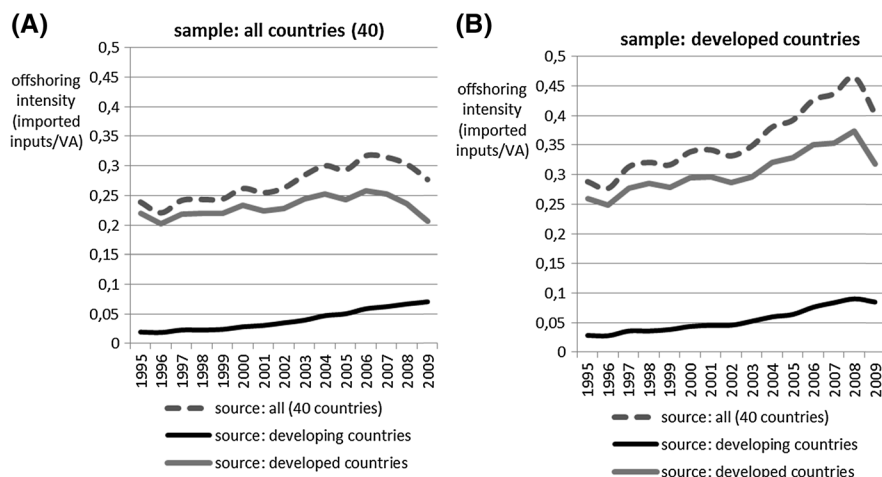 (A)
sample: all countries (40)
offshoring
intensity
(imported
inputs/VA)
0,5
0,45
0,4
0,35
0,3
0,25
0,2
0,15
0,1
0,05
0
1995
1996
1997
1998
1999
2000
2001
2002
2003
2004
2005
2006
2007
2008
2009
source: all (40 countries)
source: developing countries
source: developed countries
(B)
sample: developed countries
offshoring
intensity
(imported
inputs/VA)
0,5
0,45
0,4
0,35
0,3
0,25
0,2
0,15
0,1
0,05
0
1995
1996
1997
1998
1999
2000
2001
2002
2003
2004
2005
2006
2007
2008
2009
source: all (40 countries)
source: developing countries
source: developed countries